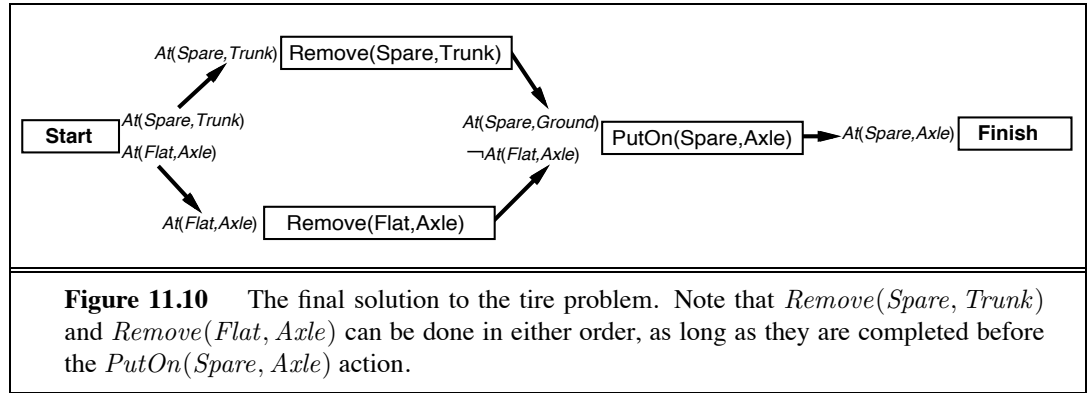 At(Spare,Trunk) Remove(Spare,Trunk)
Start
At(Spare,Trunk)
At(Flat,Axle)
At(Flat,Axle) Remove(Flat,Axle)
At(Spare,Ground)
¬At(Flat,Axle)
PutOn(Spare,Axle)
At(Spare,Axle) Finish
Figure 11.10 The final solution to the tire problem. Note that Remove(Spare, Trunk)
and Remove(Flat, Axle) can be done in either order, as long as they are completed before
the PutOn(Spare, Axle) action.